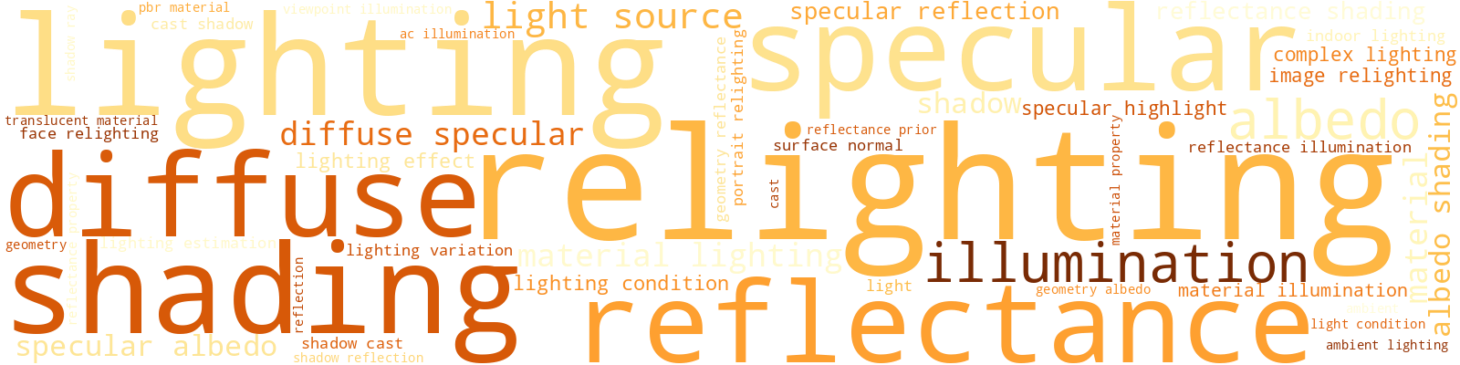 pbr material
viewpoint illumination
light source
specular reflection
reflectance shading
cast shadow
ac illumination
shadow ray
lighting
specular
indoor lighting
complex lighting
image relighting
geometry reflectance
portrait relighting
shadow
specular highlight
albedo
translucent material
face relighting
diffuse specular
reflectance prior
surface normal
reflectance illumination
lighting effect
material property
cast
diffuse
relighting
reflectance property
material
albedo shading
geometry
lighting estimation
lighting variation
material lighting
illumination
shading
reflection
lighting condition
light
geometry albedo
material illumination
reflectance
light condition
specular albedo
shadow cast
shadow reflection
ambient lighting